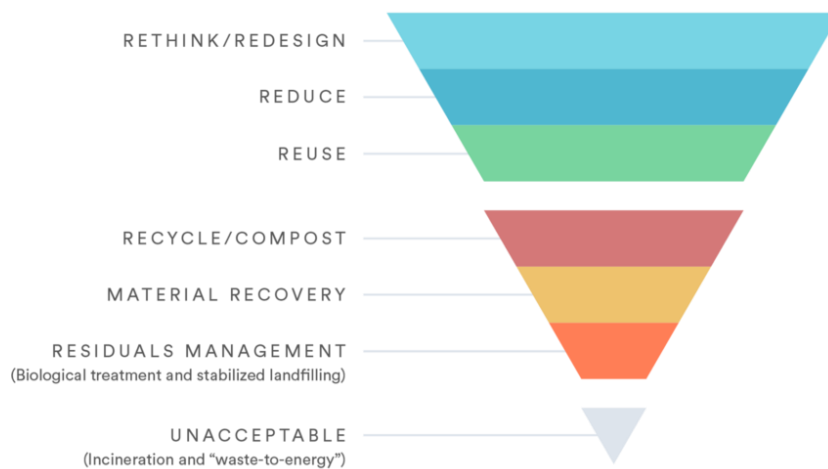 RETHINK/REDESIGN
REDUCE
REUSE
RECYCLE/COMPOST
MATERIAL RECOVERY
RESIDUALS MANAGEMENT
(Biological treatment and stabilized landfilling)
UNACCEPTABLE
(Incineration and “waste-to-energy”)